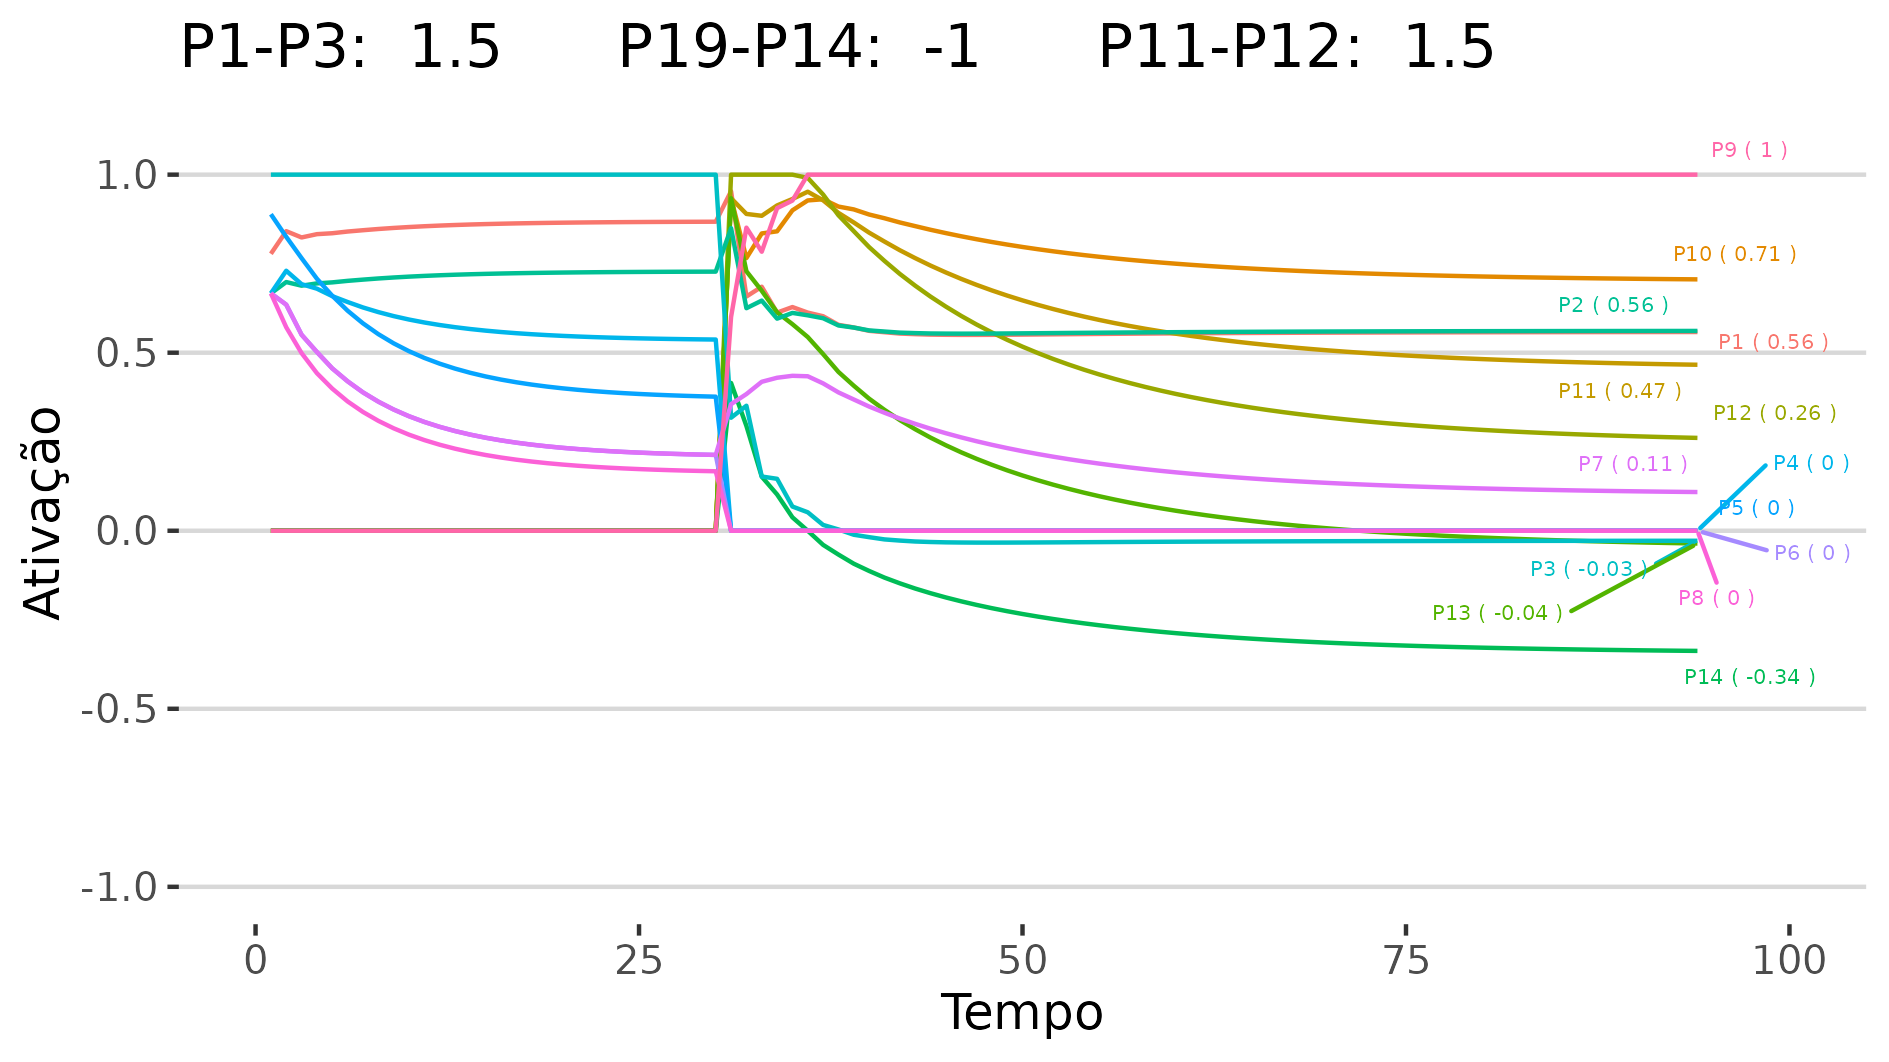 P1-P3:  1.5      P19-P14:  -1      P11-P12:  1.5
P9 ( 1 )
1.0
P10 ( 0.71 )
P2 ( 0.56 )
P1 ( 0.56 )
0.5
P11 ( 0.47 )
P12 ( 0.26 )
P7 ( 0.11 )
P4 ( 0 )
P5 ( 0 )
0.0
P6 ( 0 )
P3 ( -0.03 )
P8 ( 0 )
P13 ( -0.04 )
P14 ( -0.34 )
-0.5
-1.0
Ativação
0 25 50 75 100
Tempo